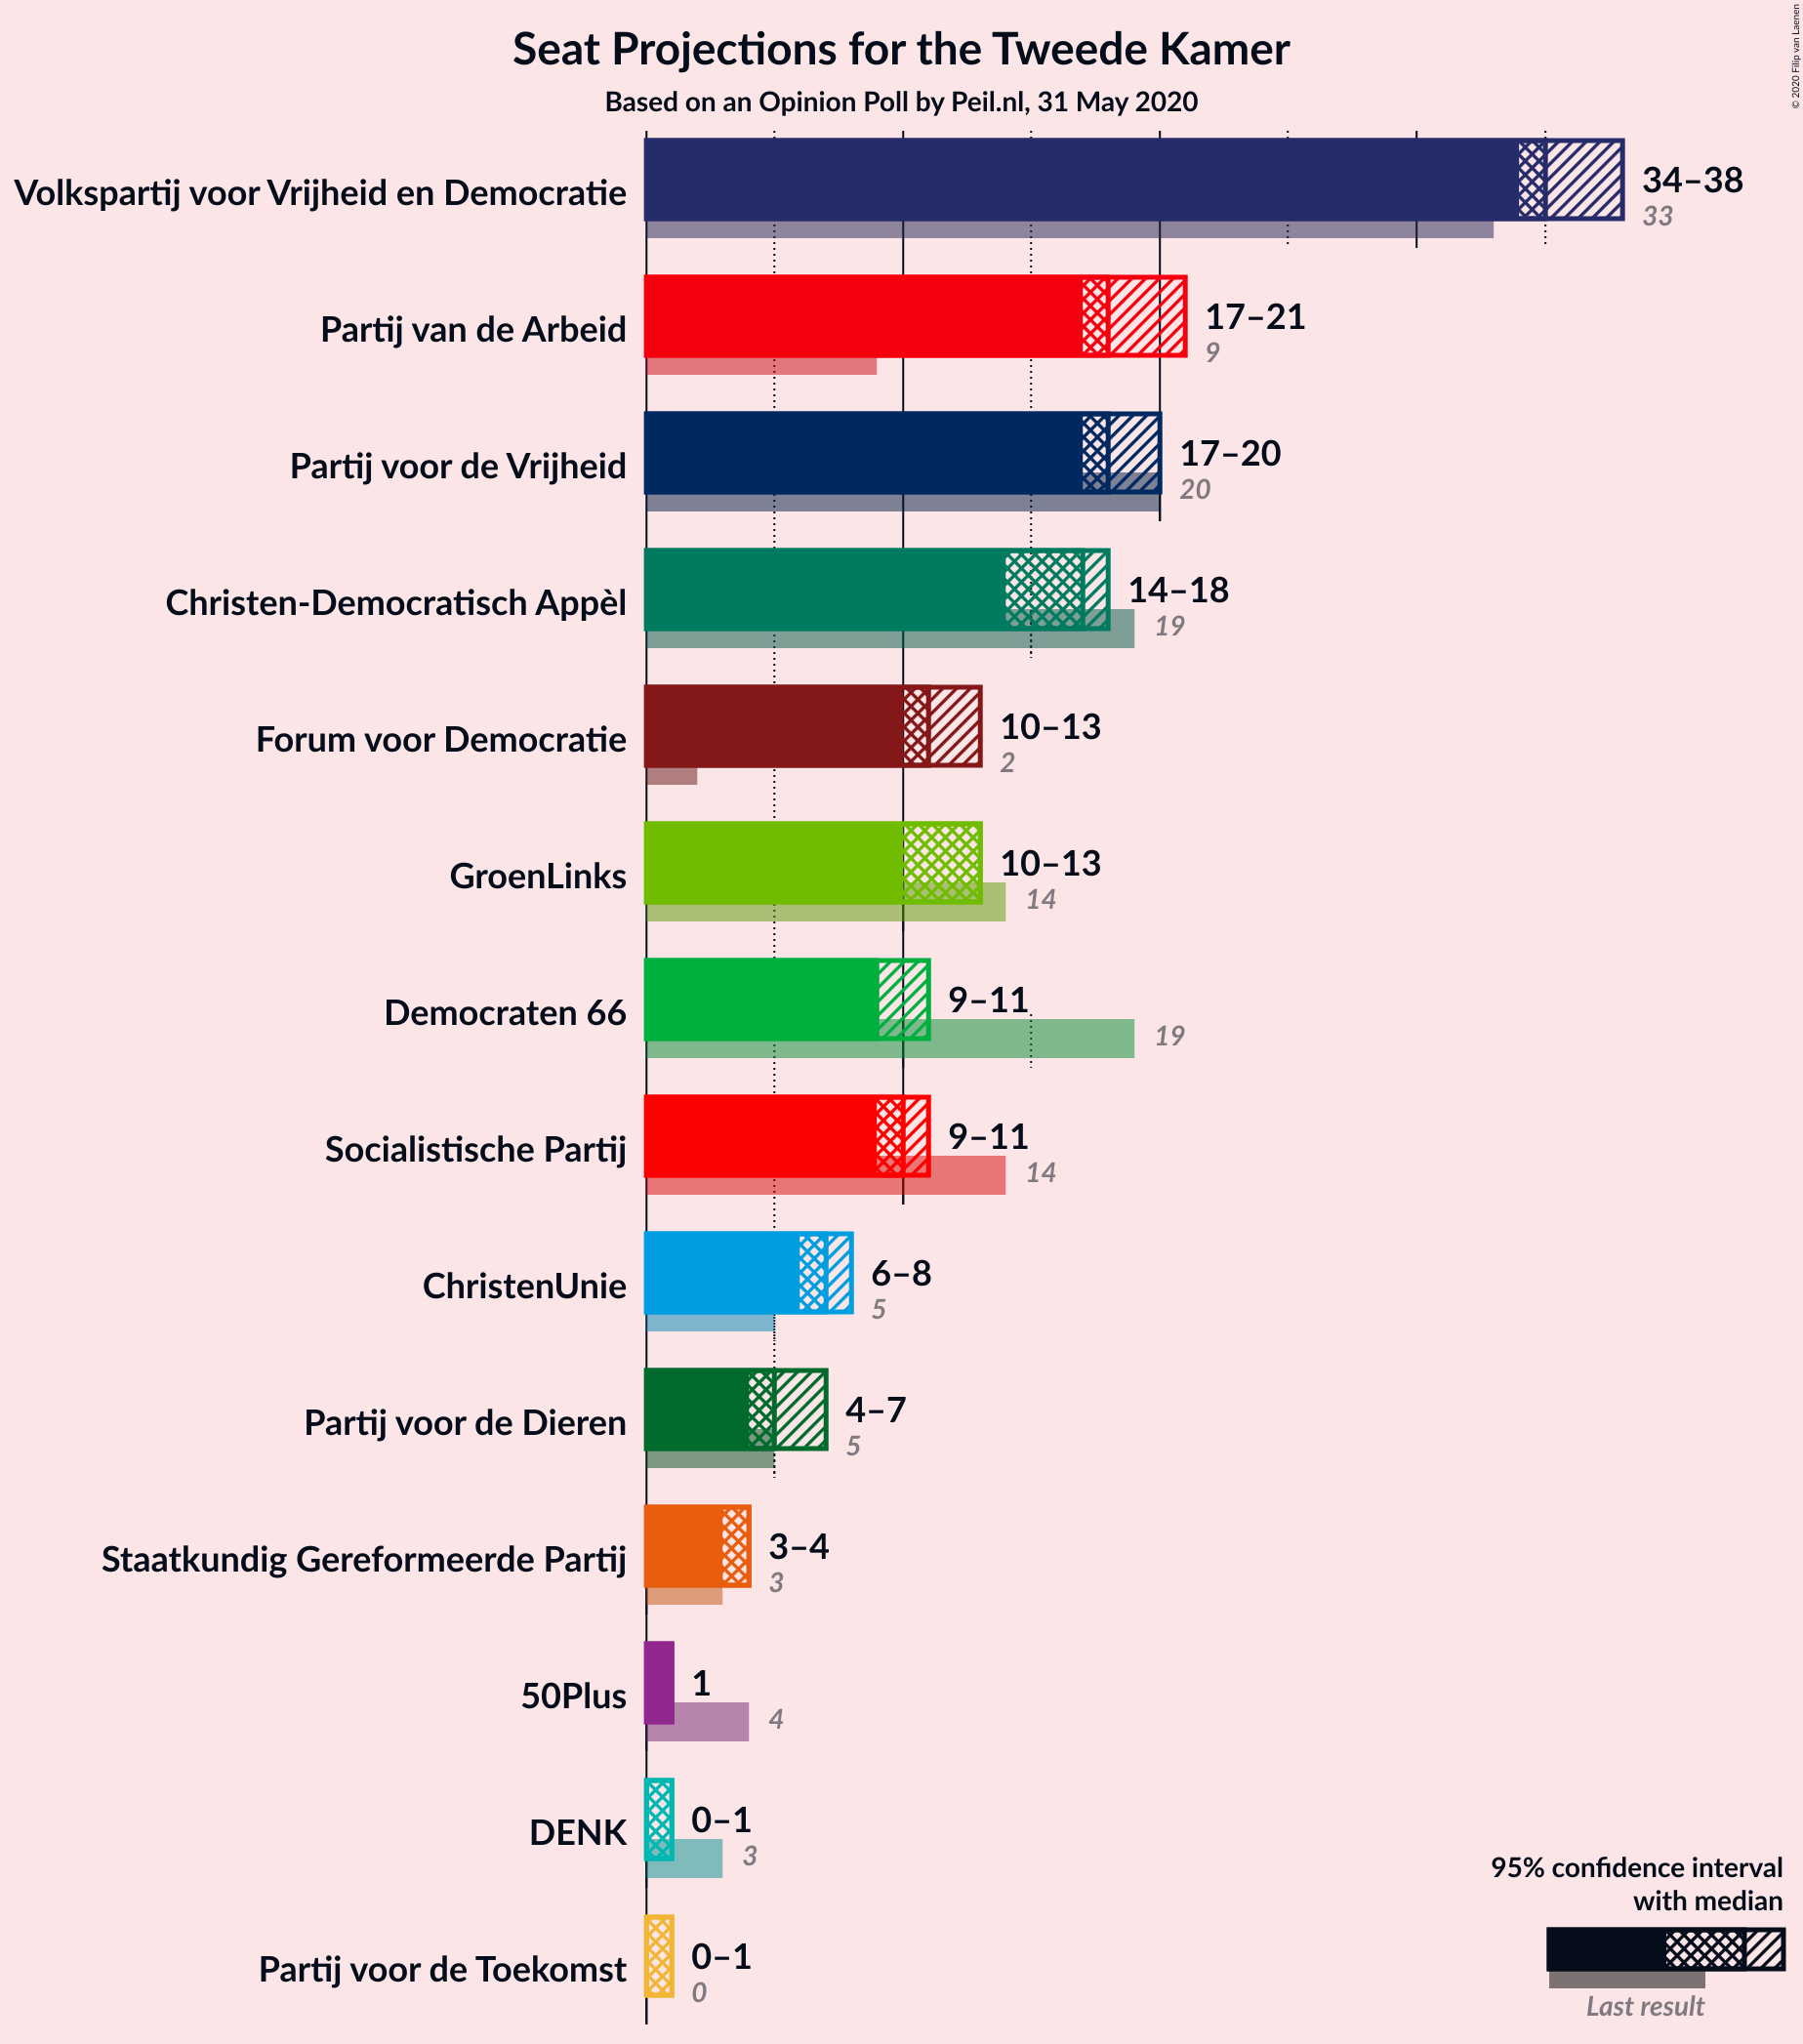 Seat Projections for the Tweede Kamer
Based on an Opinion Poll by Peil.nl, 31 May 2020
© 2020 Filip van Laenen
Volkspartij voor Vrijheid en Democratie
34–38
33
Partij van de Arbeid
17–21
9
Partij voor de Vrijheid
17–20
20
Christen-Democratisch Appèl
14–18
19
Forum voor Democratie
10–13
2
GroenLinks
10–13
14
Democraten 66
9–11
19
Socialistische Partij
9–11
14
ChristenUnie
6–8
5
Partij voor de Dieren
4–7
5
Staatkundig Gereformeerde Partij
3–4
3
50Plus
1
4
DENK
0–1
3
Partij voor de Toekomst
0–1
0
95% confidence interval
with median
Last result